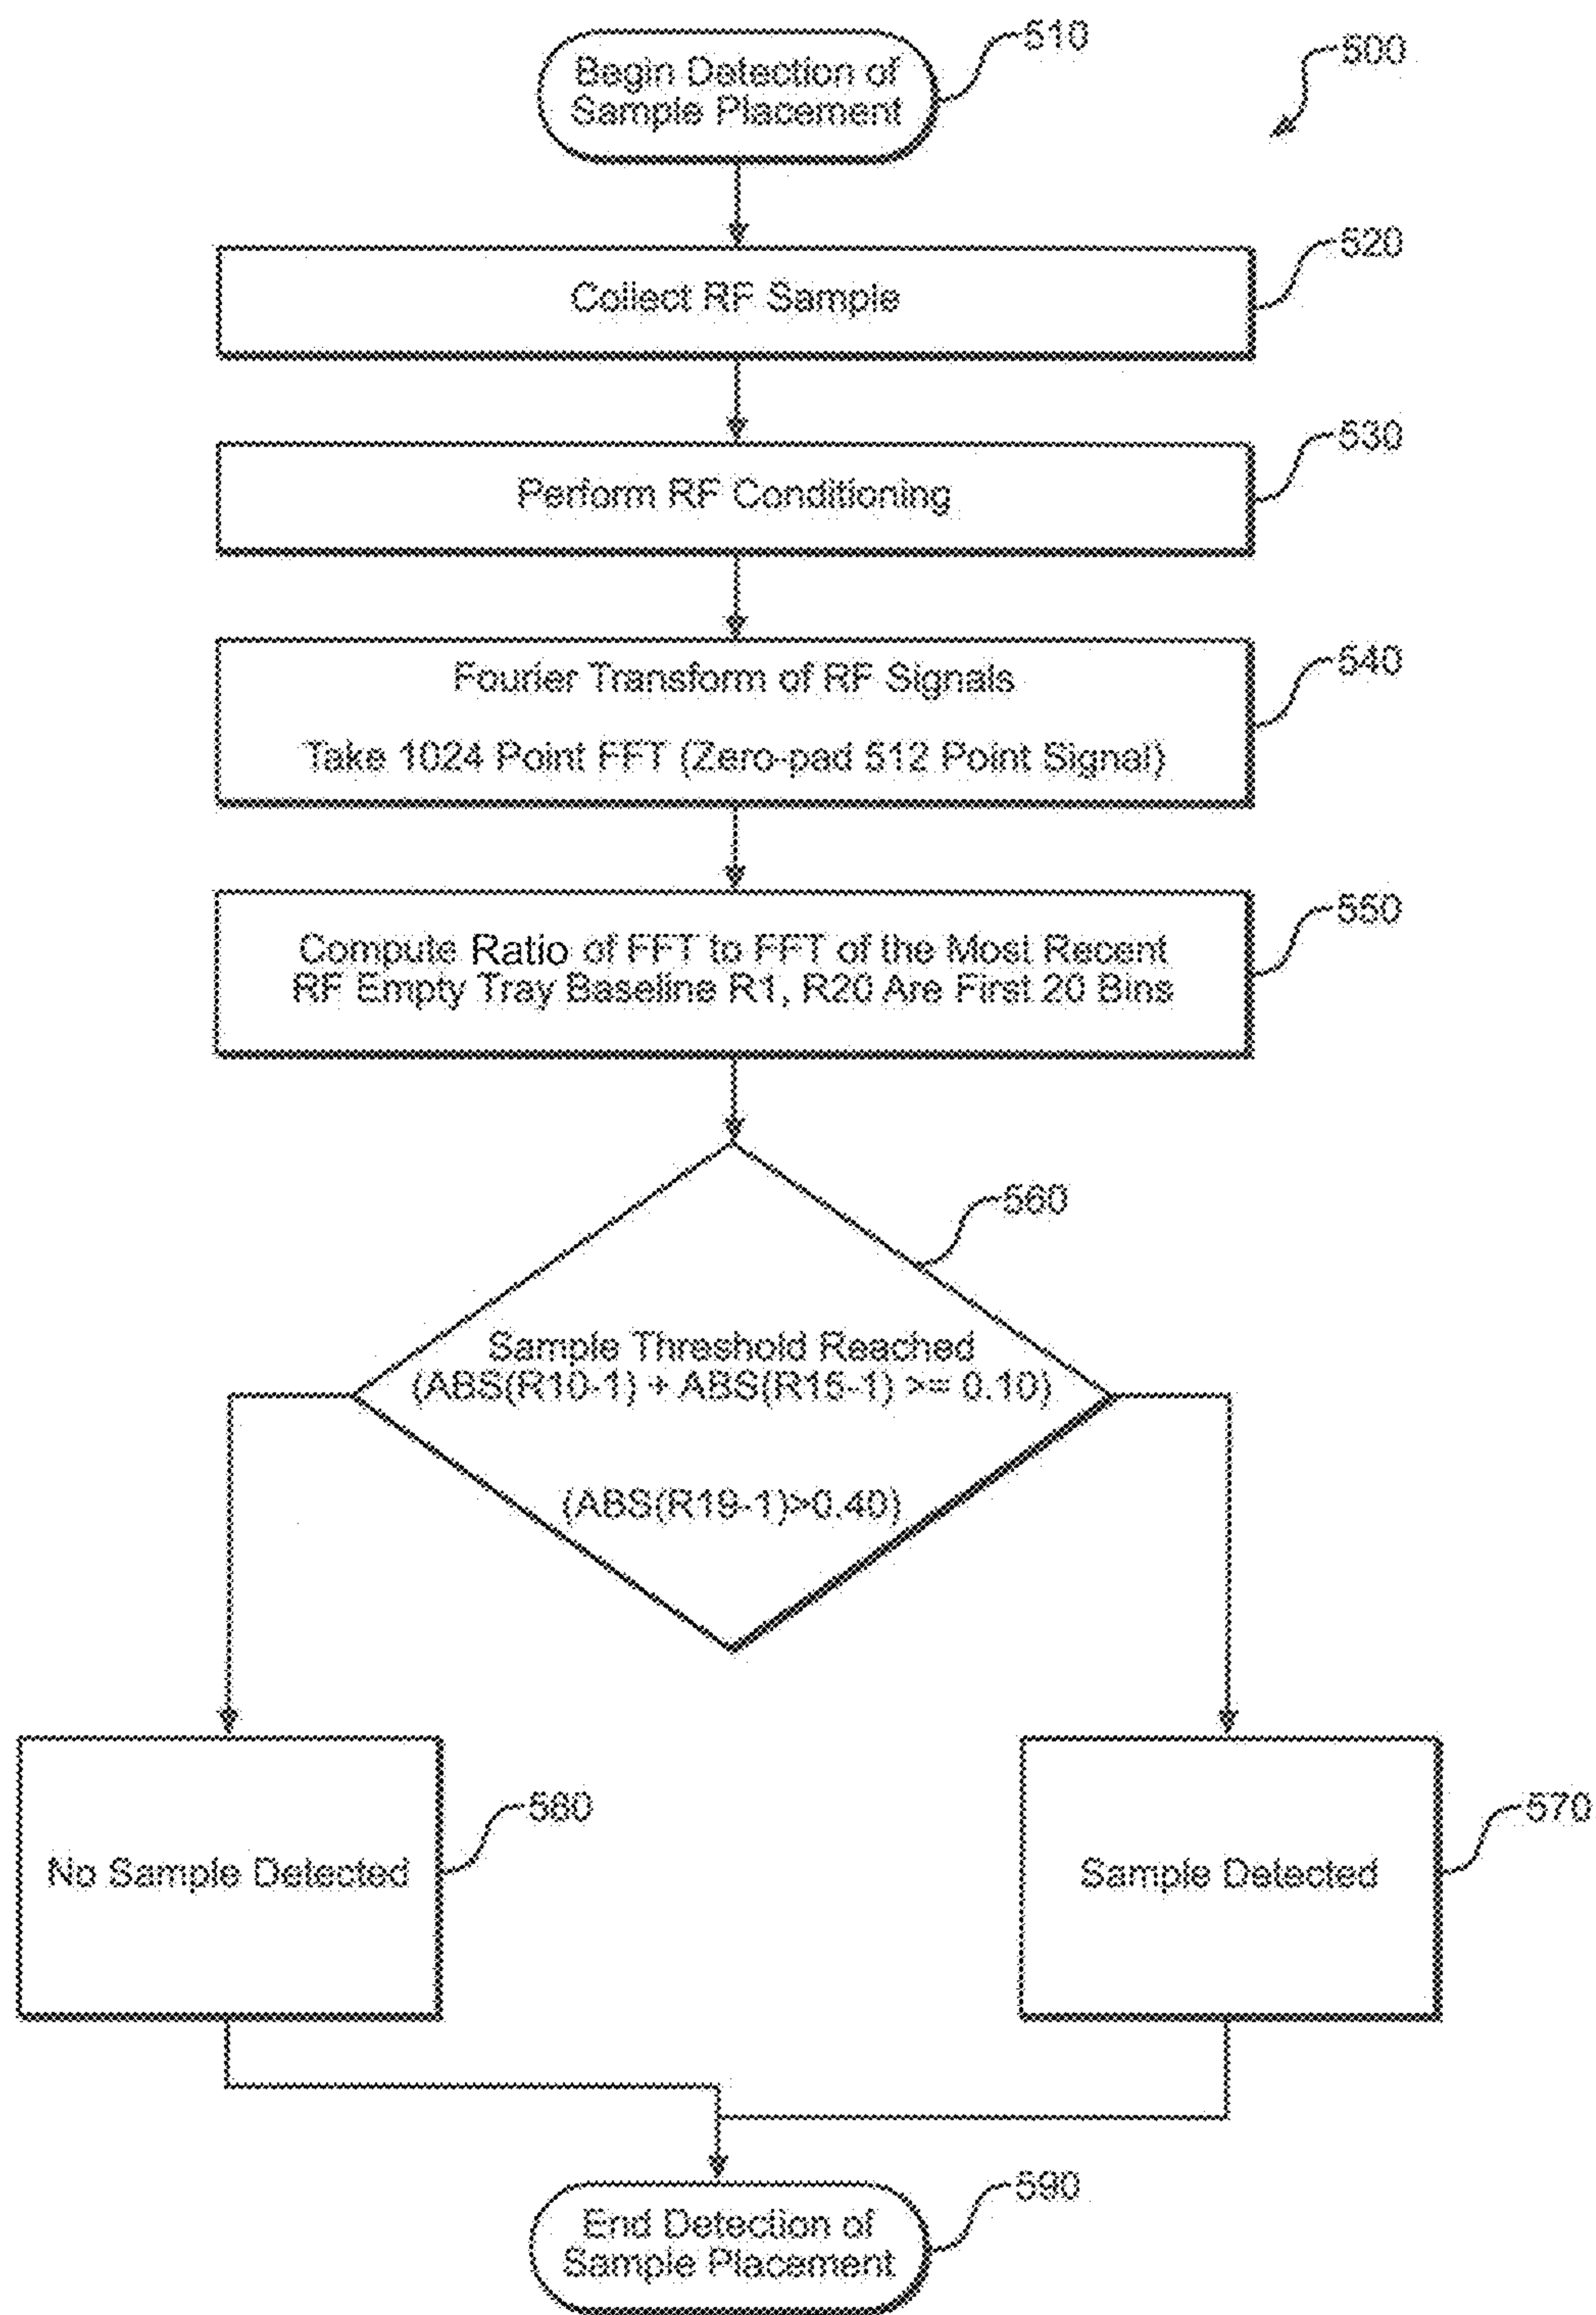 510
500
Begin Detection of
Sample Placement
520
Collect RF Sample
530
Perform RF Conditioning
540
Fourier Transform of RF Signals
Take 1024 Point FFT (Zero-pad 512 Point Signal)
550
Compute Ratio of FFT to FFT of the Most Recent
RF Empty Tray Baseline R1, R20 Are First 20 Bins
560
Sample Threshold Reached
(ABS(R10-1) + ABS(R15-1) >= 0.10)
(ABS(R19-1)>0.40)
580
570
No Sample Detected
Sample Detected
590
End Detection of
Sample Placement